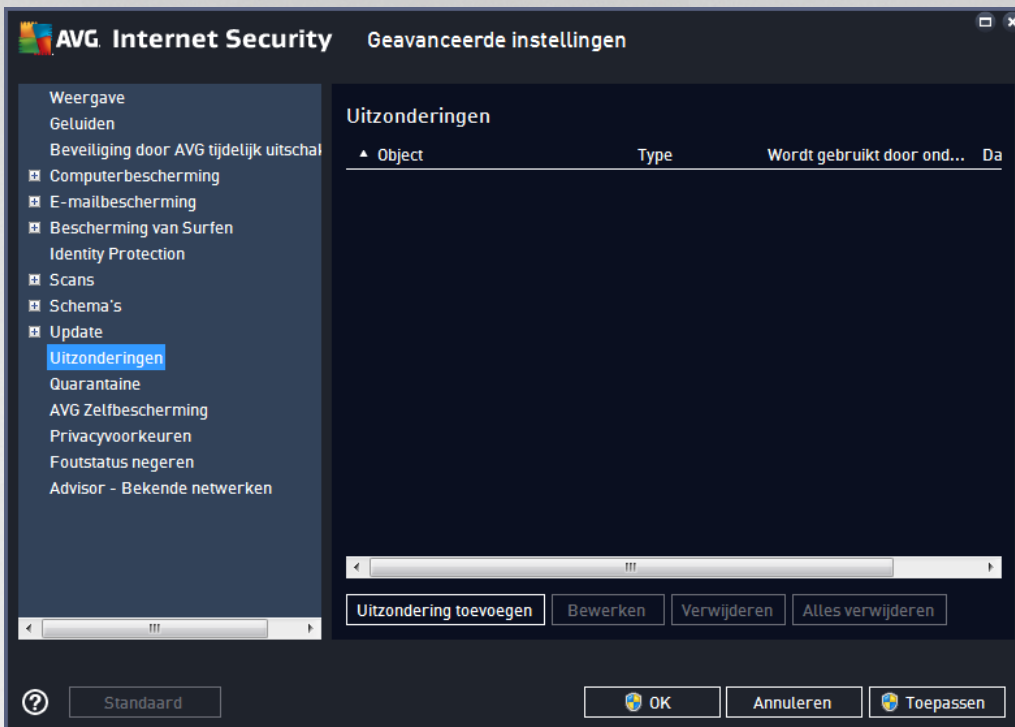 AVG Internet Security Geavanceerde instellingen
Weergave
Geluiden
Beveiliging door AVG tijdelijk uitschak
Computerbescherming
E-mailbescherming
Bescherming van Surfen
Identity Protection
Scans
Schema's
Update
Uitzonderingen
Quarantaine
AVG Zelfbescherming
Privacyvoorkeuren
Foutstatus negeren
Advisor - Bekende netwerken
Uitzonderingen
Object Type Wordt gebruikt door ond... Da
Uitzondering toevoegen Bewerken Verwijderen Alles verwijderen
? Standaard OK Annuleren Toepassen